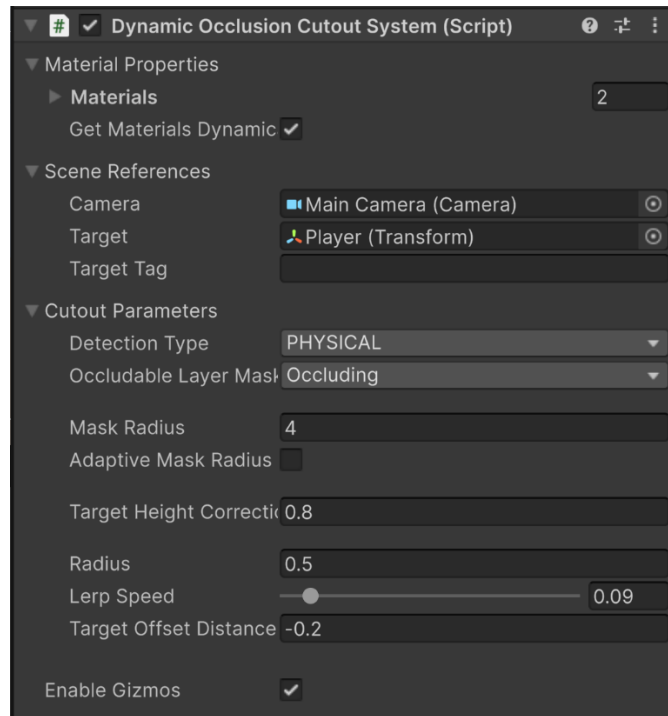 # Dynamic Occlusion Cutout System (Script)
Material Properties
Materials 2
Get Materials Dynamic
Scene References
Camera Main Camera (Camera)
Target Player (Transform)
Target Tag
Cutout Parameters
Detection Type PHYSICAL
Occludable Layer Mask Occluding
Mask Radius 4
Adaptive Mask Radius
Target Height Correctio 0.8
Radius 0.5
Lerp Speed 0.09
Target Offset Distance -0.2
Enable Gizmos